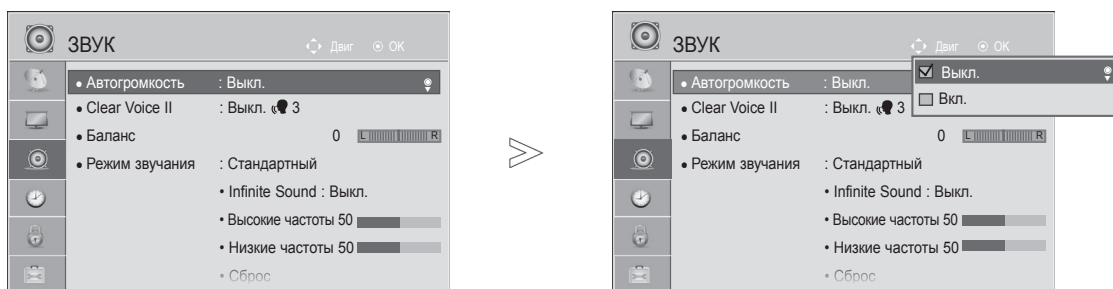 ЗВУК
Двиг OK
• Автогромкость : Выкл.
• Clear Voice II : Выкл. 3
• Баланс 0 L R
• Режим звучания : Стандартный
• Infinite Sound : Выкл.
• Высокие частоты 50
• Низкие частоты 50
• Сброс
>
ЗВУК
Двиг OK
• Автогромкость : Выкл.
• Clear Voice II : Выкл. 3
• Баланс 0 L R
• Режим звучания : Стандартный
• Infinite Sound : Выкл.
• Высокие частоты 50
• Низкие частоты 50
• Сброс
Выкл.
Вкл.